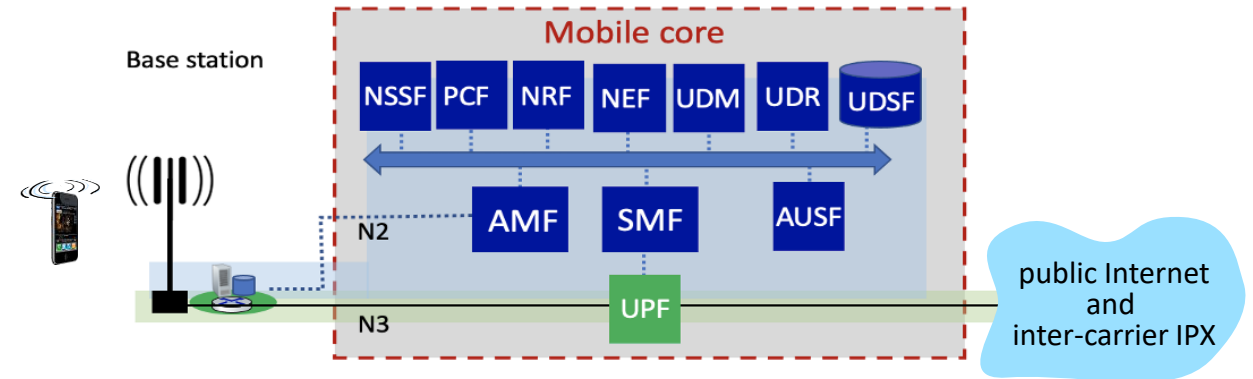 Mobile core
Base station
NSSF PCF NRF NEF UDM UDR UDSF
AMF SMF AUSF
N2
UPF
N3
public Internet
and
inter-carrier IPX